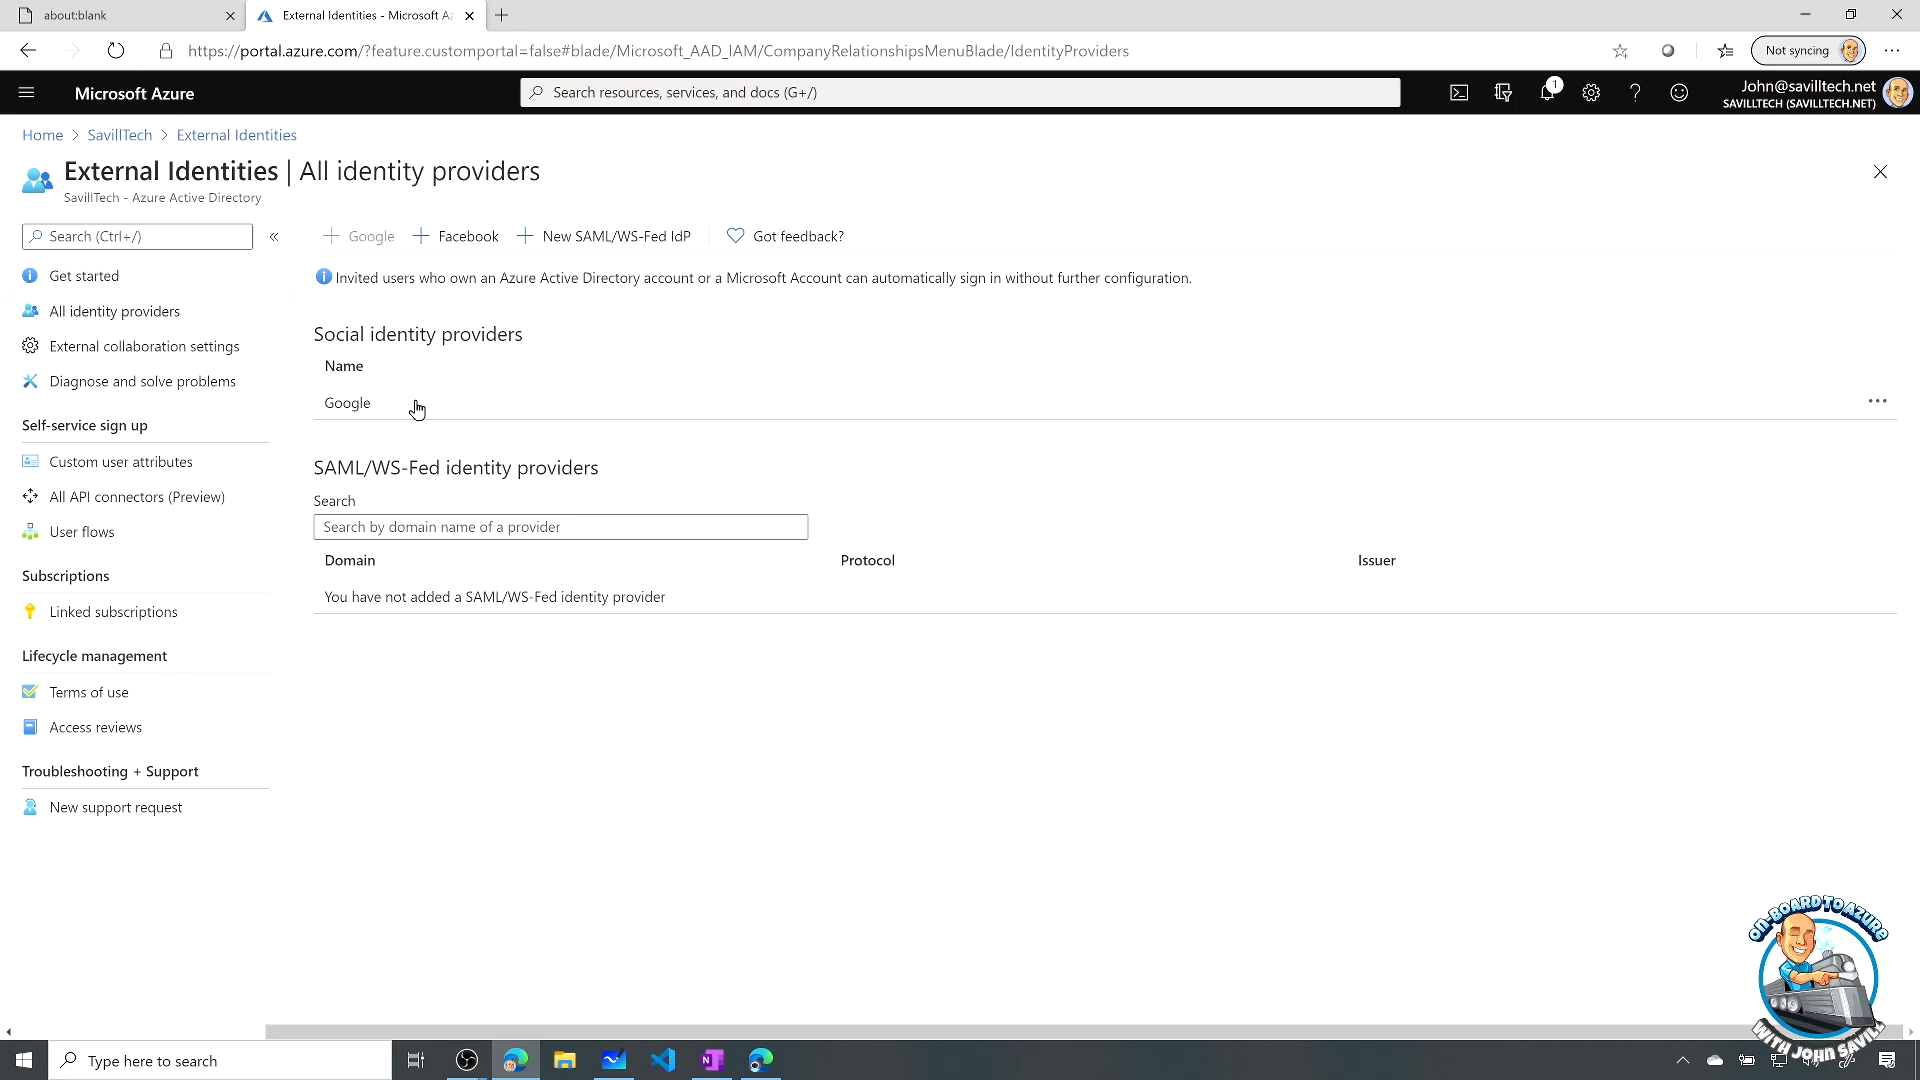 about:blank
External Identities - Microsoft Az
https://portal.azure.com/?feature.customportal=false#blade/Microsoft_AAD_IAM/CompanyRelationshipsMenuBlade/IdentityProviders
Not syncing
Microsoft Azure
Search resources, services, and docs (G+/)
1
John@savilltech.net
SAVILLTECH (SAVILLTECH.NET)
Home > SavillTech > External Identities
External Identities | All identity providers
SavillTech - Azure Active Directory
Search (Ctrl+/)
«
Get started
All identity providers
External collaboration settings
Diagnose and solve problems
Self-service sign up
Custom user attributes
All API connectors (Preview)
User flows
Subscriptions
Linked subscriptions
Lifecycle management
Terms of use
Access reviews
Troubleshooting + Support
New support request
Google
Facebook
New SAML/WS-Fed IdP
Got feedback?
Invited users who own an Azure Active Directory account or a Microsoft Account can automatically sign in without further configuration.
Social identity providers
Name
Google
SAML/WS-Fed identity providers
Search
Search by domain name of a provider
Domain Protocol Issuer
You have not added a SAML/WS-Fed identity provider
ON-BOARD TO AZURE
WITH JOHN SAVILL
Type here to search